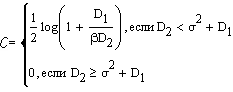 C = { 1/2 log(1 + D₁/βD₂), если D₂ < σ² + D₁
0, если D₂ ≥ σ² + D₁